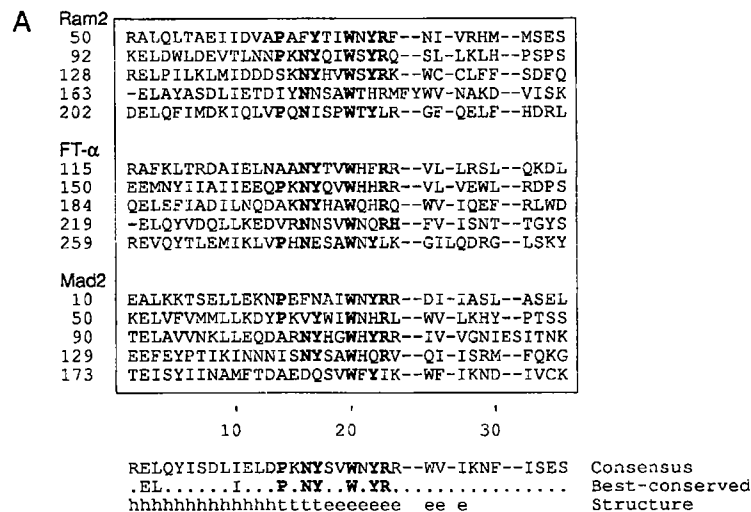 A
Ram2
50 RALQLTAEIIDVAPAFYTIWNYRF--NI-VRHM--MSES
92 KELDWLDEVTLNNPKNYQIWSYRQ--SL-LKLH-PSPS
128 RELPILKLMIDDDSKNYHVWSYRK--KW-CLFF--SDFQ
163 -ELAYASDLIETDIYNNSAWTHRMFYWV-NAKD--VISK
202 DELQFIMDKIQLVPQNISPWTYLR--GF-QELF--HDRL
FT-α
115 RAFKLTRDAIELNAANYTVWHFRR--VL-LRSL--QKDL
150 EEMNYIIAIIEEQPKNYQVWHHRR--VL-VEWL--RDPS
184 QELEFIADILNQDAKNYHAWQHRQ--WV-IQEF--RLWD
219 -ELQYVDQLLKEDVRNNSVWNQRH--FV-ISNT--TGYS
259 REVQYTLEMIKLVPHNESAWNYLK--GILQDRG--LSKY
Mad2
10 EALKKTSELLEKNPEFNAIWNYRR--DI-IASL--ASEL
50 KELVFVMMLLKDYPKVYWIWNHRL--WV-LKHY--PTSS
90 TELAVVNKLLEQDARNYHGWHYRR--IV-VGNIESITNK
129 EEFEYPTIKINNNISNYSAWHQRV--QI-ISRM--FQKG
173 TEISYIINAMFTDAEDQSVWFYIK--WF-IKND--IVCK
10 20 30
RELQYISDLIELDPKNYSVWNYRR--WV-IKNF--ISES Consensus
.EL......I...P.NY..W.YR................ Best-conserved
hhhhhhhhhhhhhtttteeeeeee ee e Structure